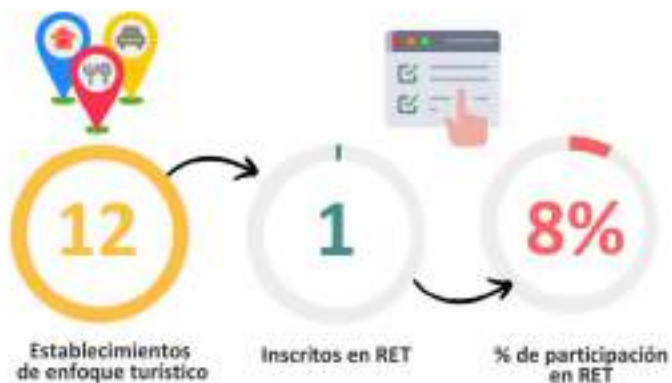 12
1
8%
Establecimientos
de enfoque turístico
Inscritos en RET
% de participación
en RET